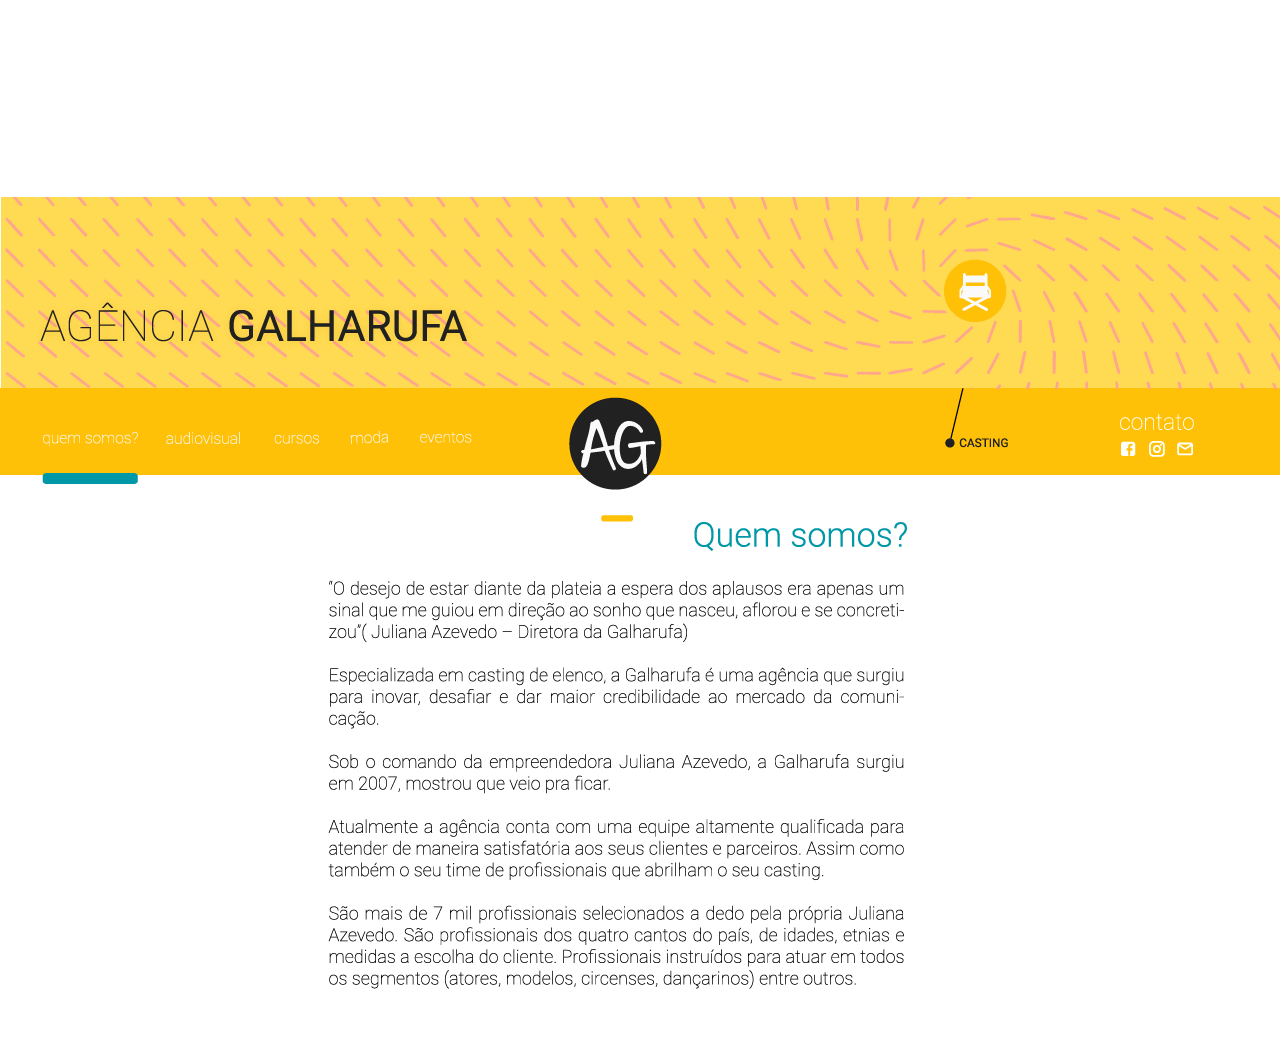 AGÊNCIA GALHARUFA
quem somos? audiovisual cursos moda eventos
AG
CASTING
contato
Quem somos?
“O desejo de estar diante da plateia a espera dos aplausos era apenas um
sinal que me guiou em direção ao sonho que nasceu, aflorou e se concreti-
zou”( Juliana Azevedo – Diretora da Galharufa)
Especializada em casting de elenco, a Galharufa é uma agência que surgiu
para inovar, desafiar e dar maior credibilidade ao mercado da comuni-
cação.
Sob o comando da empreendedora Juliana Azevedo, a Galharufa surgiu
em 2007, mostrou que veio pra ficar.
Atualmente a agência conta com uma equipe altamente qualificada para
atender de maneira satisfatória aos seus clientes e parceiros. Assim como
também o seu time de profissionais que abrilham o seu casting.
São mais de 7 mil profissionais selecionados a dedo pela própria Juliana
Azevedo. São profissionais dos quatro cantos do país, de idades, etnias e
medidas a escolha do cliente. Profissionais instruídos para atuar em todos
os segmentos (atores, modelos, circenses, dançarinos) entre outros.